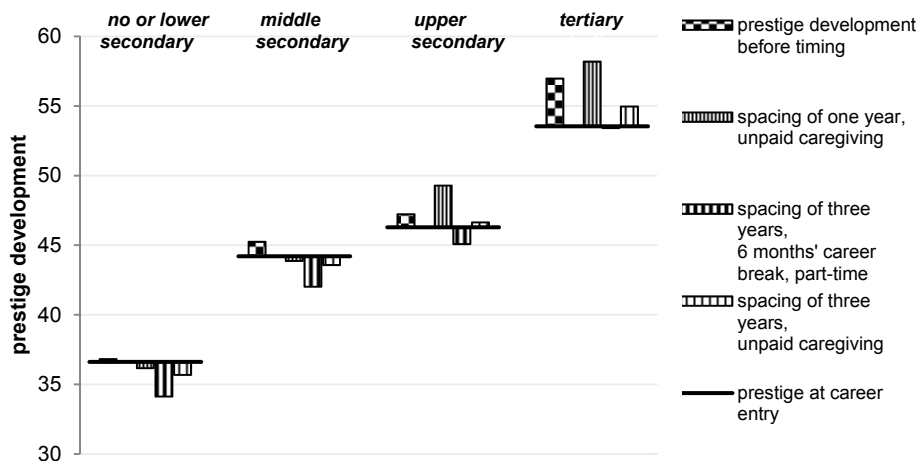 no or lower
secondary
middle
secondary
upper
secondary
tertiary
60
55
50
45
40
35
30
prestige development
prestige development
before timing
spacing of one year,
unpaid caregiving
spacing of three
years,
6 months' career
break, part-time
spacing of three
years,
unpaid caregiving
prestige at career
entry